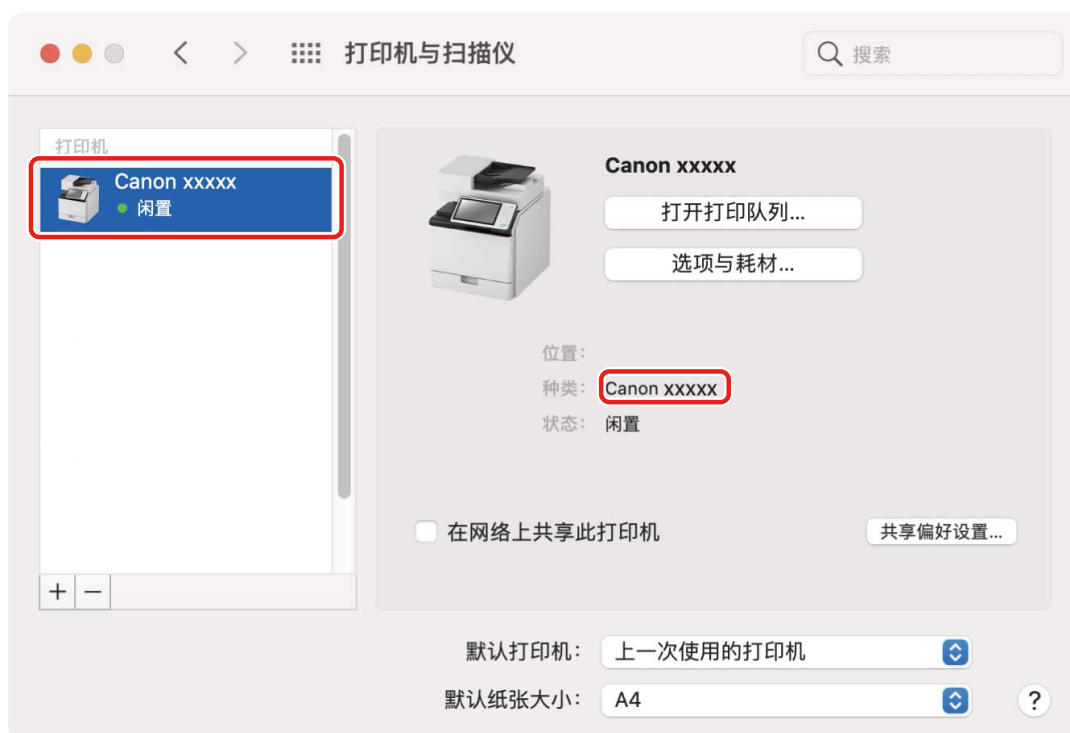 打印机与扫描仪
搜索
打印机
Canon xxxxx
闲置
Canon xxxxx
打开打印队列...
选项与耗材...
位置：
种类： Canon xxxxx
状态： 闲置
在网络上共享此打印机
共享偏好设置...
+ −
默认打印机： 上一次使用的打印机
默认纸张大小： A4
?